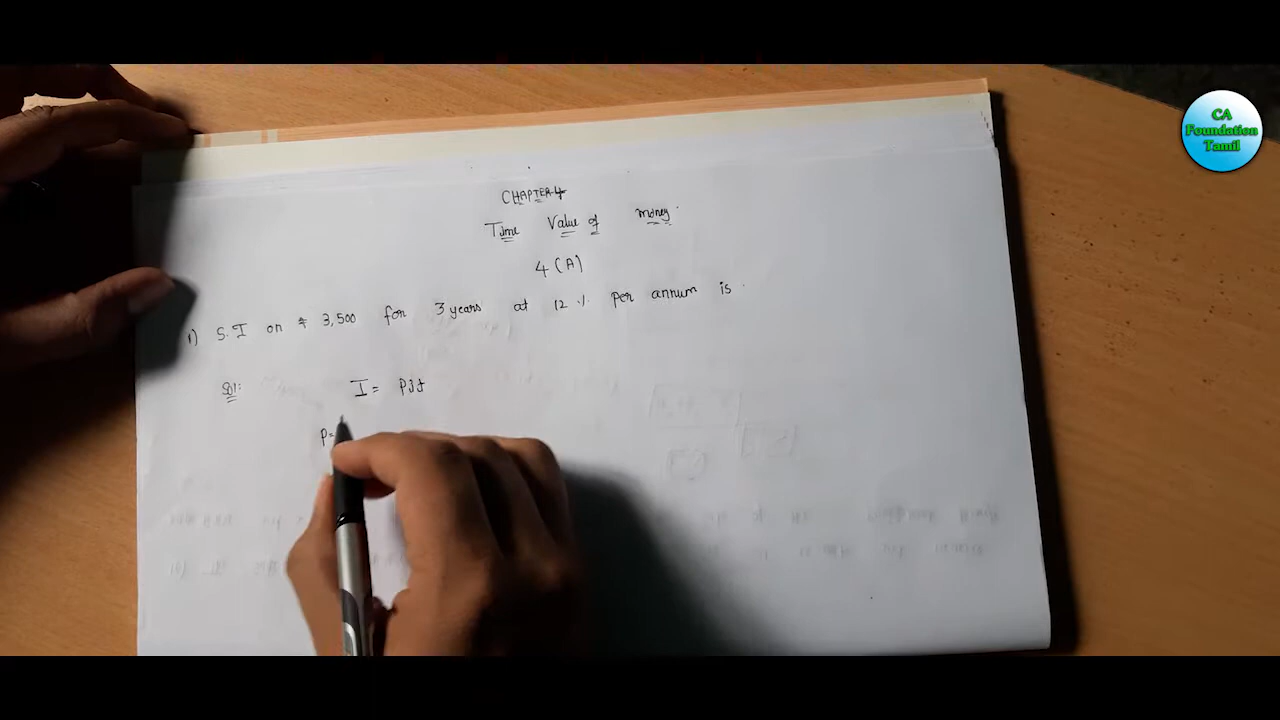 CHAPTER-4
Time Value of money.
4 (A)
1) S.I on ₹ 3,500 for 3 years at 12 % per annum is.
Sol:
I = Pit
P=
CA
Foundation
Tamil